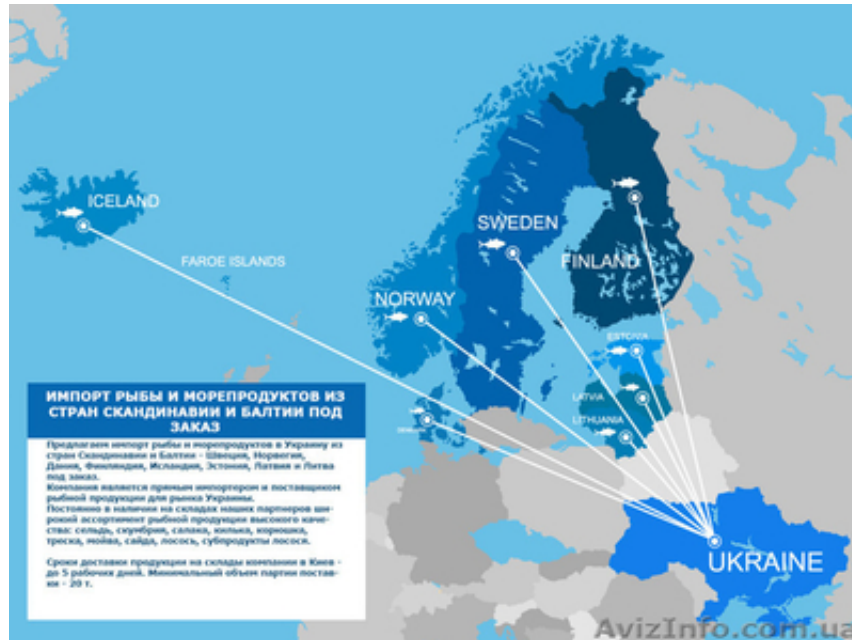 ICELAND
FAROE ISLANDS
SWEDEN
FINLAND
NORWAY
ESTONIA
LATVIA
LITHUANIA
UKRAINE
ИМПОРТ РЫБЫ И МОРЕПРОДУКТОВ ИЗ
СТРАН СКАНДИНАВИИ И БАЛТИИ ПОД
ЗАКАЗ
Предлагаем импорт рыбы и морепродуктов в Украину из
стран Скандинавии и Балтии - Швеция, Норвегия,
Дания, Финляндия, Исландия, Эстония, Латвия и Литва
под заказ.
Компания является прямым импортером и поставщиком
рыбной продукции для рынка Украины.
Постоянно в наличии на складах наших партнеров ши-
рокий ассортимент рыбной продукции высокого каче-
ства: сельдь, скумбрия, салака, килька, корюшка,
треска, мойва, сайда, лосось, субпродукты лосося.
Сроки доставки продукции на склады компании в Киев -
до 5 рабочих дней. Минимальный объем партии постав-
ки - 20 т.
AvizInfo.com.ua